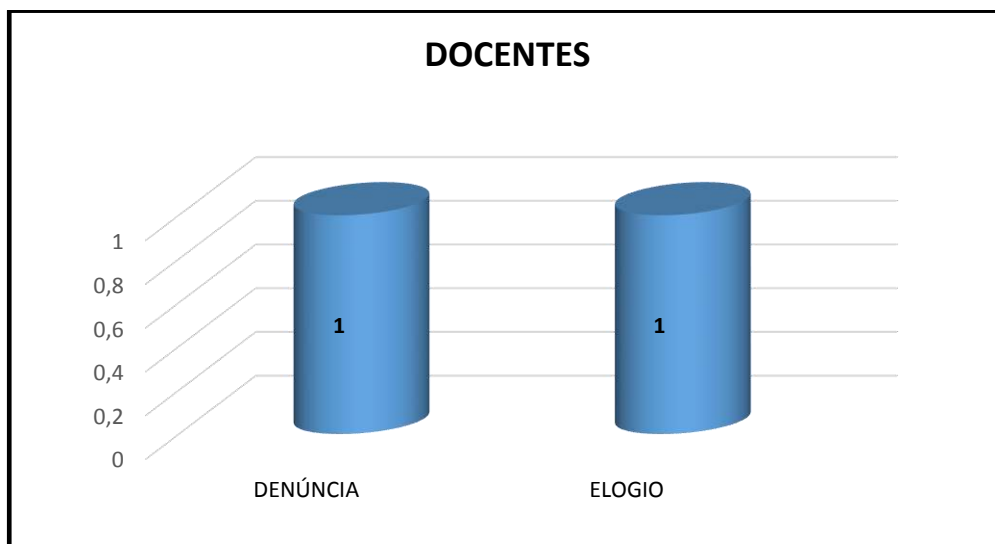 DOCENTES
1
0,8
0,6
0,4
0,2
0
1
1
DENÚNCIA
ELOGIO